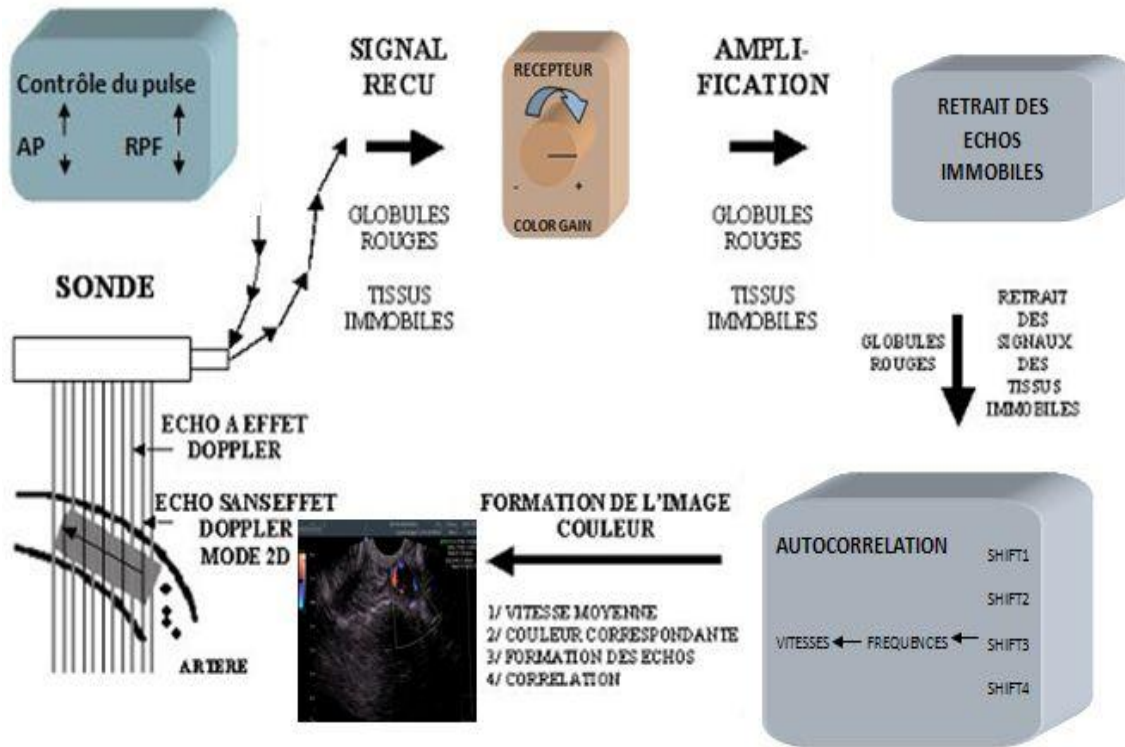 Contrôle du pulse
AP RPF
SIGNAL
RECU
GLOBULES
ROUGES
TISSUS
IMMOBILES
RECEPTEUR
- +
COLOR GAIN
AMPLI-
FICATION
GLOBULES
ROUGES
TISSUS
IMMOBILES
RETRAIT DES
ECHOS
IMMOBILES
GLOBULES
ROUGES
RETRAIT
DES
SIGNAUX
DES
TISSUS
IMMOBILES
SONDE
ECHO A EFFET
DOPPLER
ECHO SANS EFFET
DOPPLER
MODE 2D
ARTERE
FORMATION DE L'IMAGE
COULEUR
1/ VITESSE MOYENNE
2/ COULEUR CORRESPONDANTE
3/ FORMATION DES ECHOS
4/ CORRELATION
AUTOCORRELATION
SHIFT1
SHIFT2
VITESSES FREQUENCES SHIFT3
SHIFT4